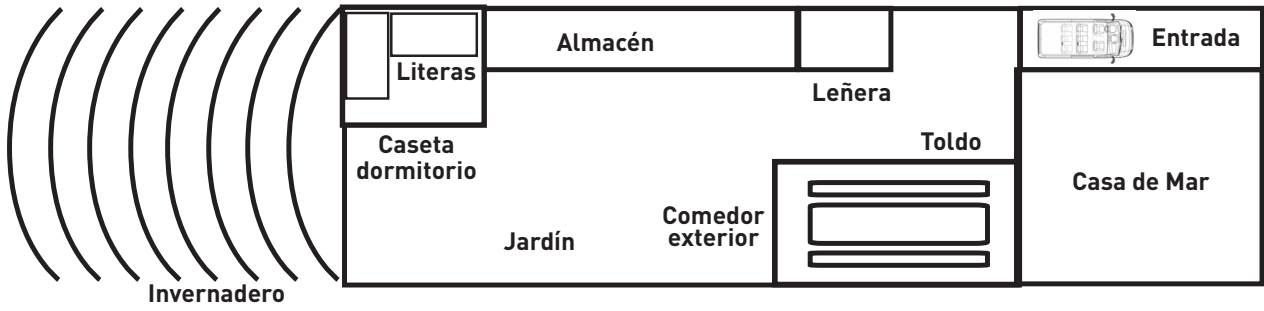 Almacén
Entrada
Literas
Leñera
Caseta
dormitorio
Toldo
Casa de Mar
Comedor
exterior
Jardín
Invernadero